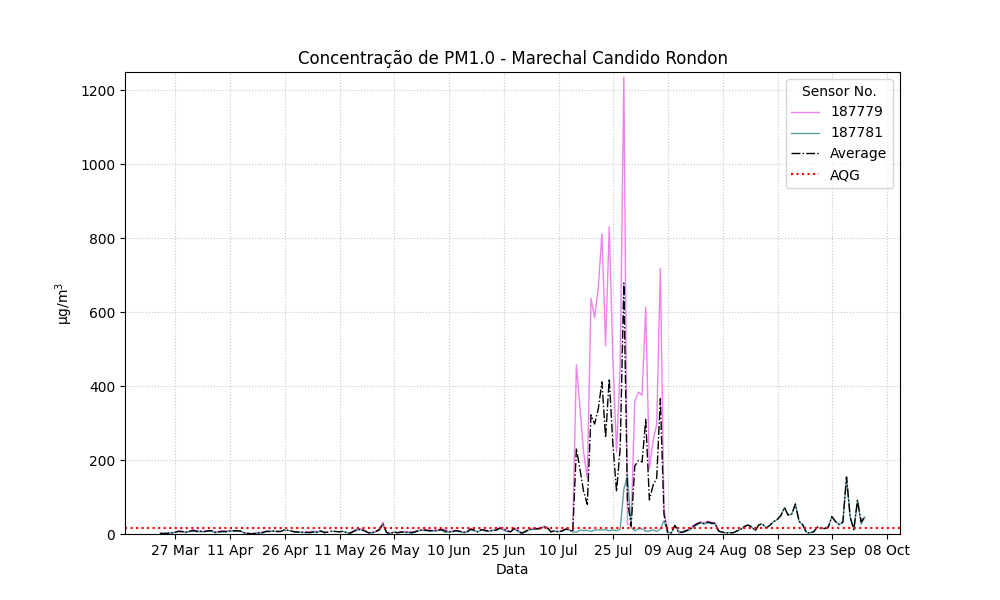 Concentração de PM1.0 - Marechal Candido Rondon
Sensor No.
187779
187781
Average
AQG
1200
1000
800
600
400
200
0
µg/m³
27 Mar 11 Apr 26 Apr 11 May 26 May 10 Jun 25 Jun 10 Jul 25 Jul 09 Aug 24 Aug 08 Sep 23 Sep 08 Oct
Data